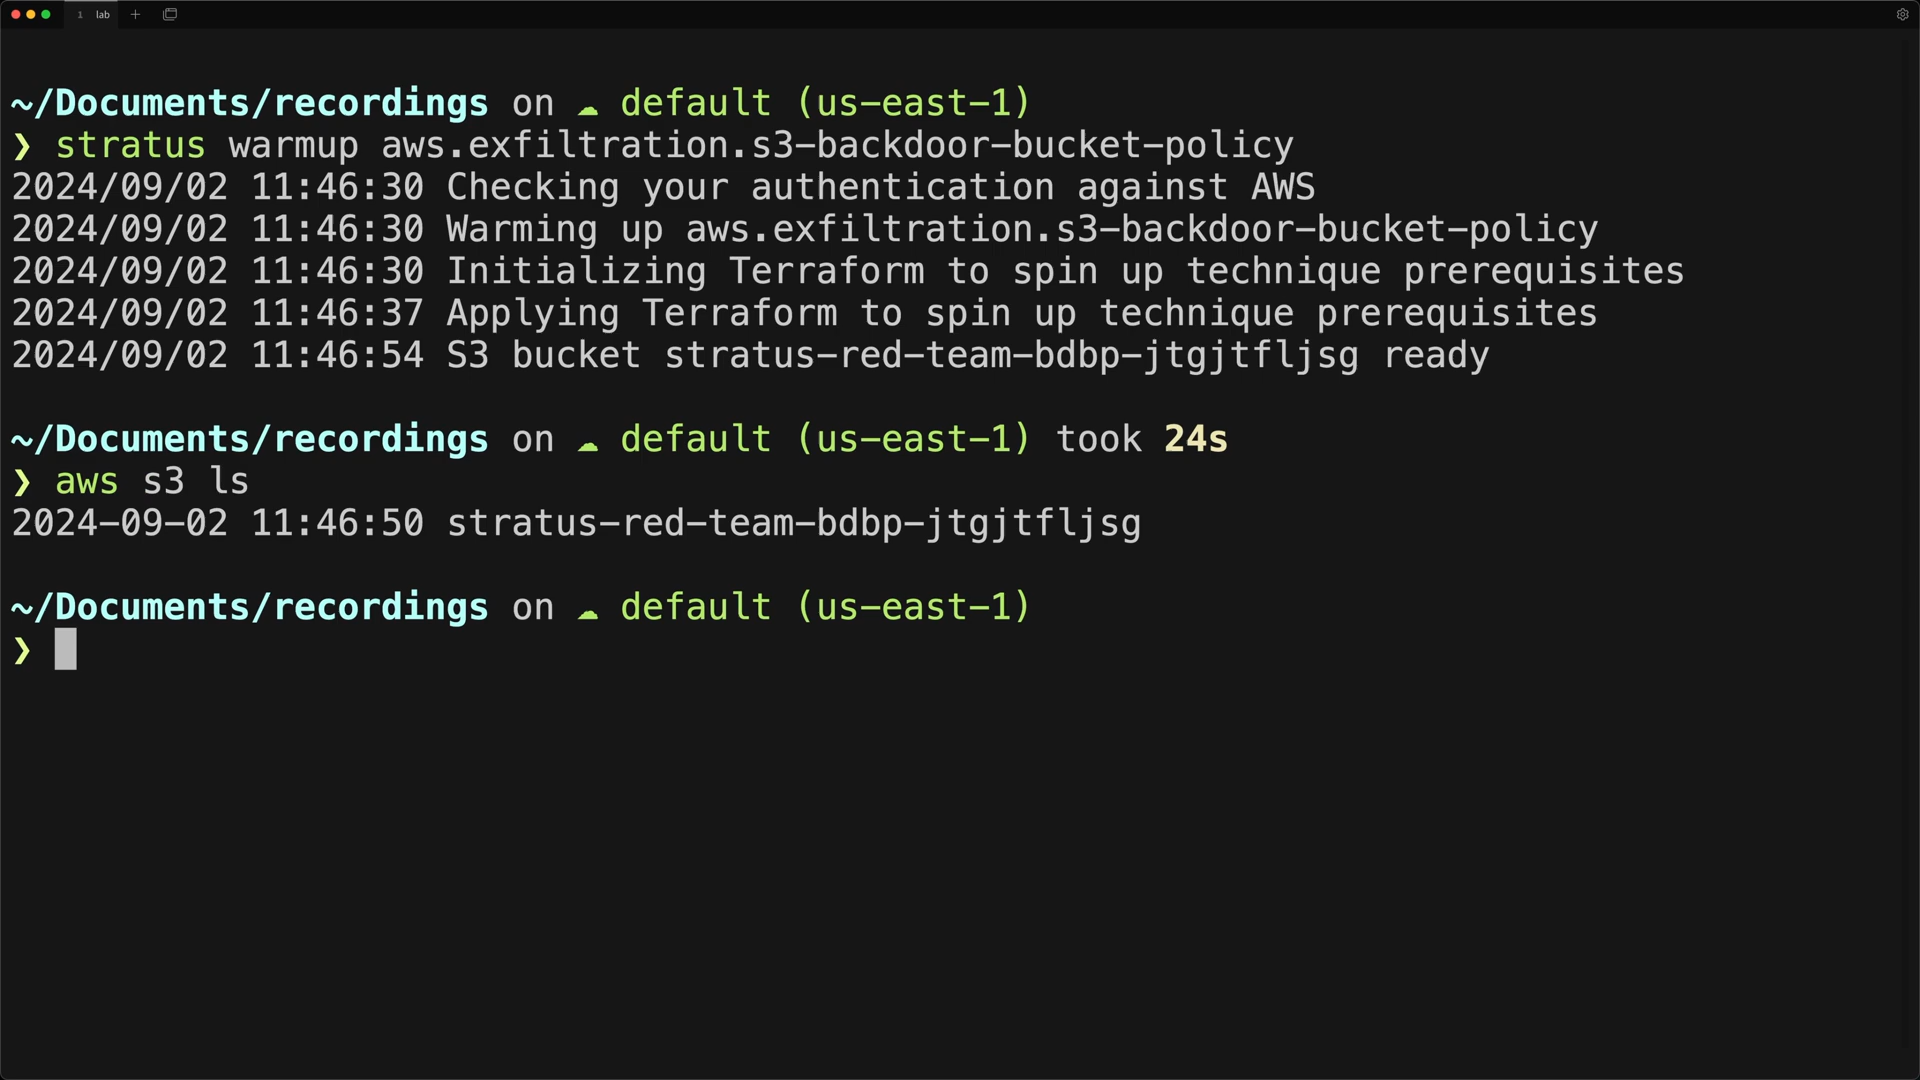 1 lab
~/Documents/recordings on ☁ default (us-east-1)
❯ stratus warmup aws.exfiltration.s3-backdoor-bucket-policy
2024/09/02 11:46:30 Checking your authentication against AWS
2024/09/02 11:46:30 Warming up aws.exfiltration.s3-backdoor-bucket-policy
2024/09/02 11:46:30 Initializing Terraform to spin up technique prerequisites
2024/09/02 11:46:37 Applying Terraform to spin up technique prerequisites
2024/09/02 11:46:54 S3 bucket stratus-red-team-bdbp-jtgjtfljsg ready
~/Documents/recordings on ☁ default (us-east-1) took 24s
❯ aws s3 ls
2024-09-02 11:46:50 stratus-red-team-bdbp-jtgjtfljsg
~/Documents/recordings on ☁ default (us-east-1)
❯